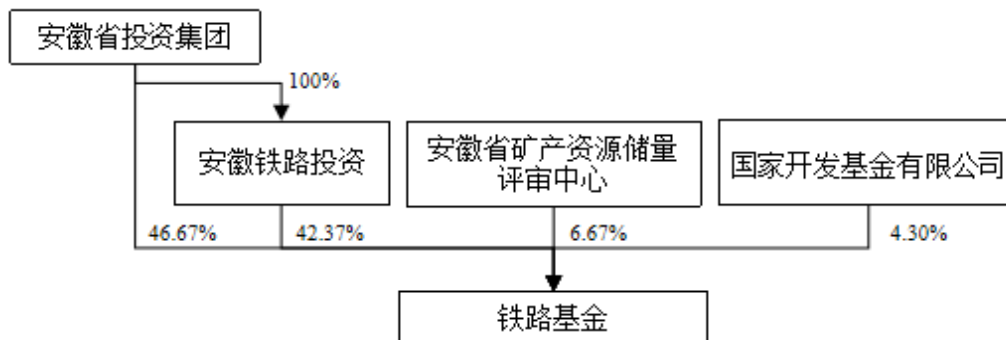 安徽省投资集团
100%
安徽铁路投资
安徽省矿产资源储量
评审中心
国家开发基金有限公司
46.67%
42.37%
6.67%
4.30%
铁路基金